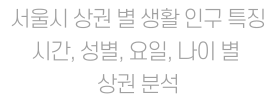 서울시 상권 별 생활 인구 특징
시간, 성별, 요일, 나이 별
상권 분석